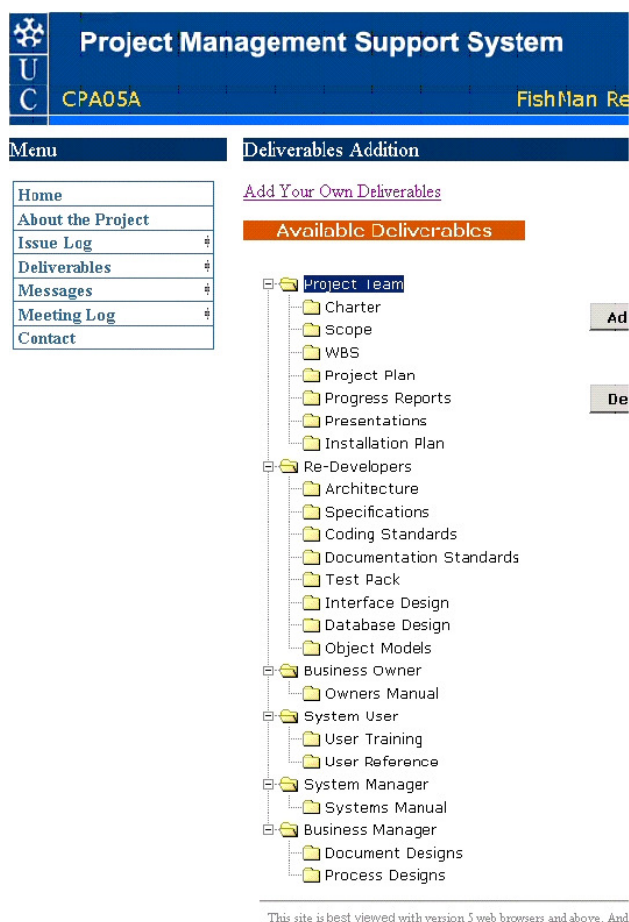 Project Management Support System
U
C
CPA05A
FishMan Re
Menu
Home
About the Project
Issue Log
Deliverables
Messages
Meeting Log
Contact
Deliverables Addition
Add Your Own Deliverables
Available Deliverables
Project Team
Charter
Scope
WBS
Project Plan
Progress Reports
Presentations
Installation Plan
Re-Developers
Architecture
Specifications
Coding Standards
Documentation Standards
Test Pack
Interface Design
Database Design
Object Models
Business Owner
Owners Manual
System User
User Training
User Reference
System Manager
Systems Manual
Business Manager
Document Designs
Process Designs
Ad
De
This site is best viewed with version 5 web browsers and above. And